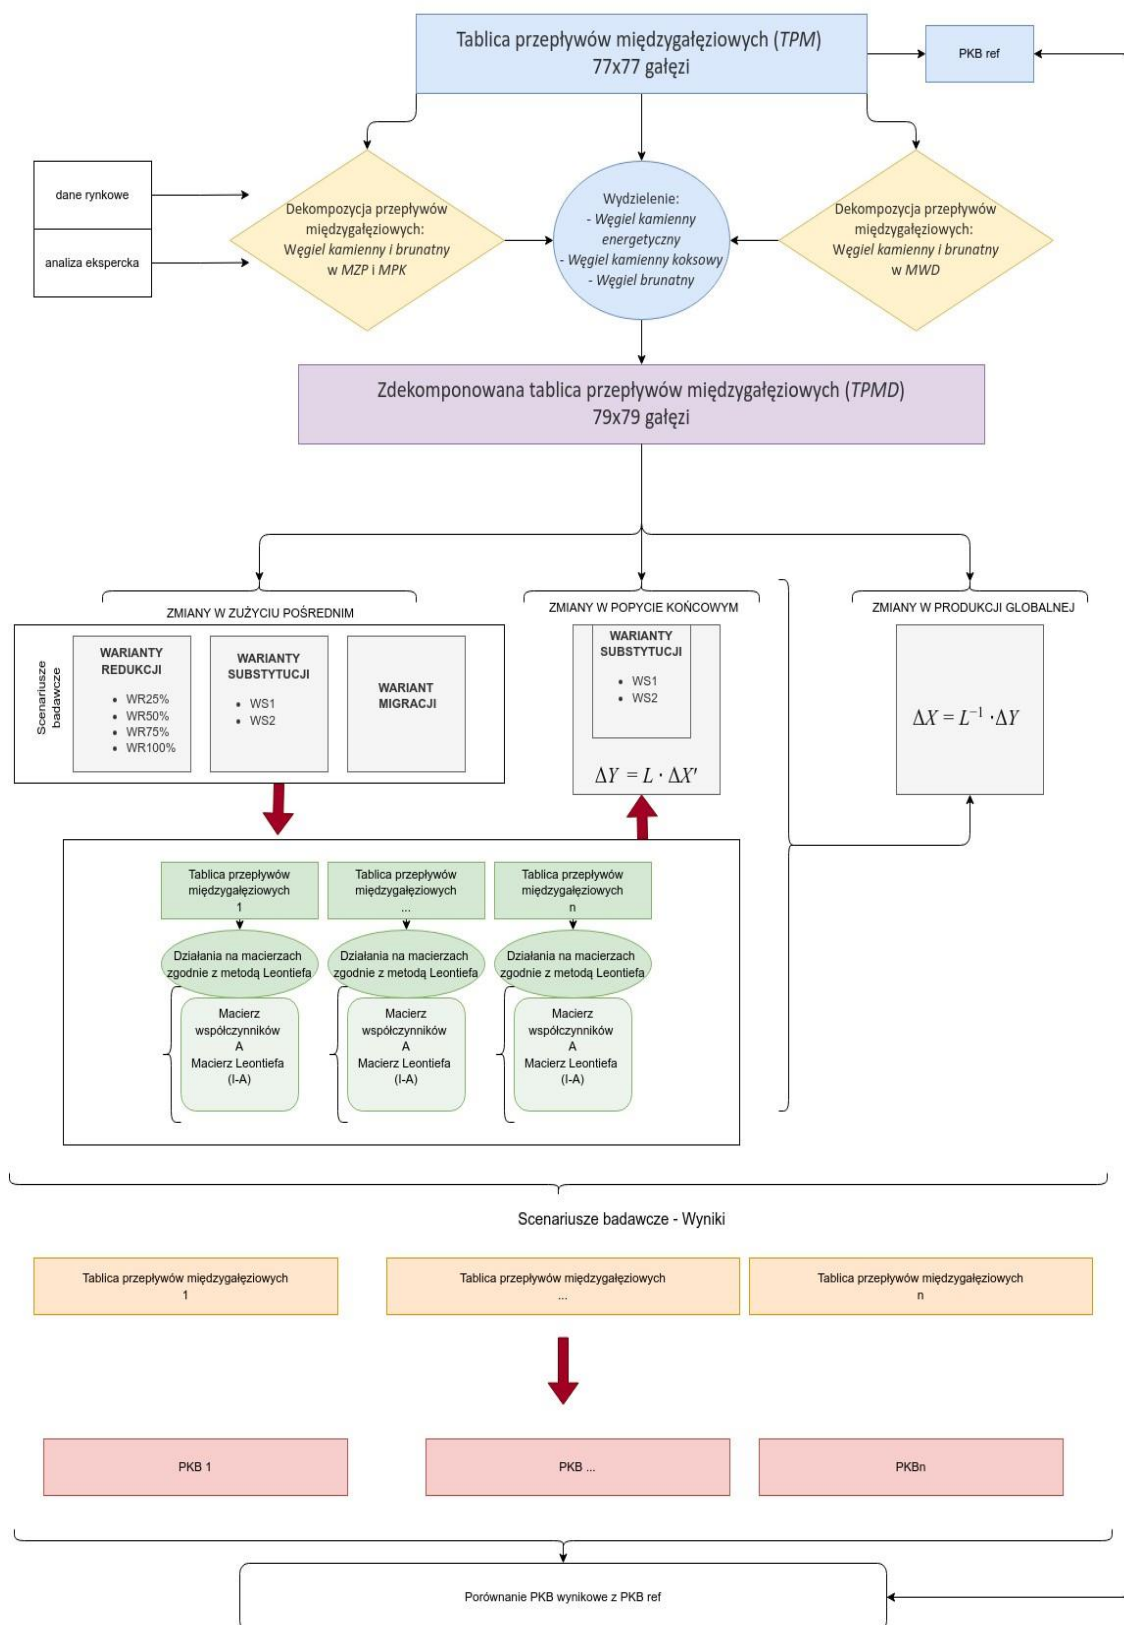 Tablica przepływów międzygałęziowych (TPM)
77x77 gałęzi
PKB ref
dane rynkowe
analiza ekspercka
Dekompozycja przepływów
międzygałęziowych:
Węgiel kamienny i brunatny
w MZP i MPK
Wydzielenie:
- Węgiel kamienny
energetyczny
- Węgiel kamienny koksowy
- Węgiel brunatny
Dekompozycja przepływów
międzygałęziowych:
Węgiel kamienny i brunatny
w MWD
Zdekomponowana tablica przepływów międzygałęziowych (TPMD)
79x79 gałęzi
ZMIANY W ZUŻYCIU POŚREDNIM
ZMIANY W POPYCIE KOŃCOWYM
ZMIANY W PRODUKCJI GLOBALNEJ
Scenariusze
badawcze
WARIANTY
REDUKCJI
• WR25%
• WR50%
• WR75%
• WR100%
WARIANTY
SUBSTYTUCJI
• WS1
• WS2
WARIANT
MIGRACJI
WARIANTY
SUBSTYTUCJI
• WS1
• WS2
ΔY = L · ΔX′
ΔX = L⁻¹ · ΔY
Tablica przepływów
międzygałęziowych
1
Tablica przepływów
międzygałęziowych
...
Tablica przepływów
międzygałęziowych
n
Działania na macierzach
zgodnie z metodą Leontiefa
Działania na macierzach
zgodnie z metodą Leontiefa
Działania na macierzach
zgodnie z metodą Leontiefa
Macierz
współczynników
A
Macierz Leontiefa
(I-A)
Macierz
współczynników
A
Macierz Leontiefa
(I-A)
Macierz
współczynników
A
Macierz Leontiefa
(I-A)
Scenariusze badawcze - Wyniki
Tablica przepływów międzygałęziowych
1
Tablica przepływów międzygałęziowych
...
Tablica przepływów międzygałęziowych
n
PKB 1
PKB ...
PKBn
Porównanie PKB wynikowe z PKB ref